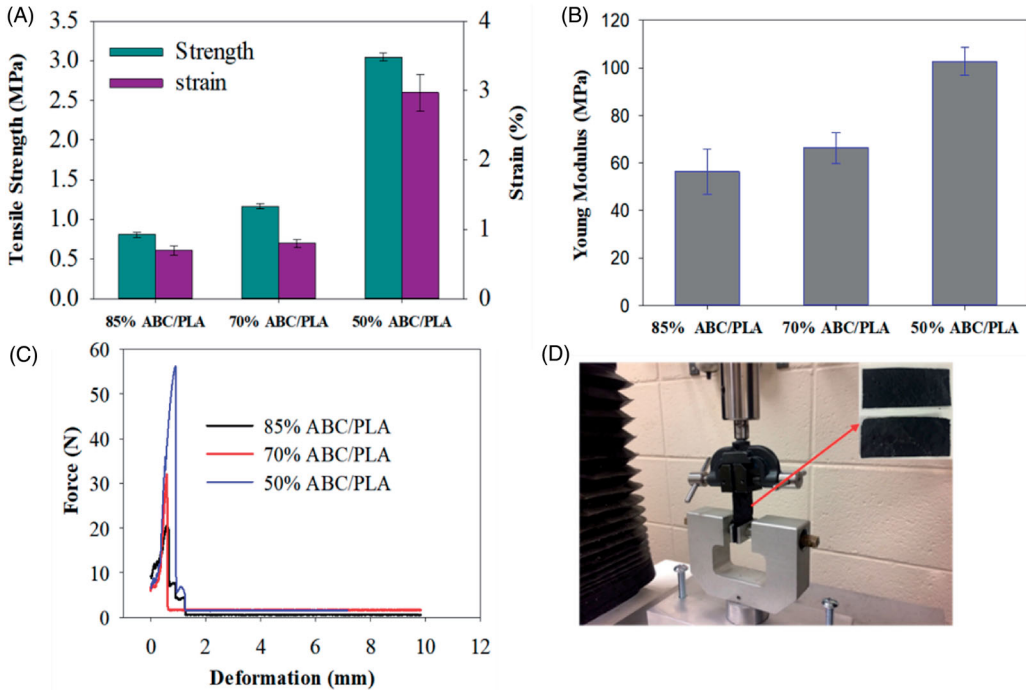 (A)
3.5
3.0
2.5
2.0
1.5
1.0
0.5
0.0
Tensile Strength (MPa)
Strength
strain
4
3
2
1
0
Strain (%)
85% ABC/PLA 70% ABC/PLA 50% ABC/PLA
(B)
120
100
80
60
40
20
0
Young Modulus (MPa)
85% ABC/PLA 70% ABC/PLA 50% ABC/PLA
(C)
60
50
40
30
20
10
0
Force (N)
85% ABC/PLA
70% ABC/PLA
50% ABC/PLA
0 2 4 6 8 10 12
Deformation (mm)
(D)